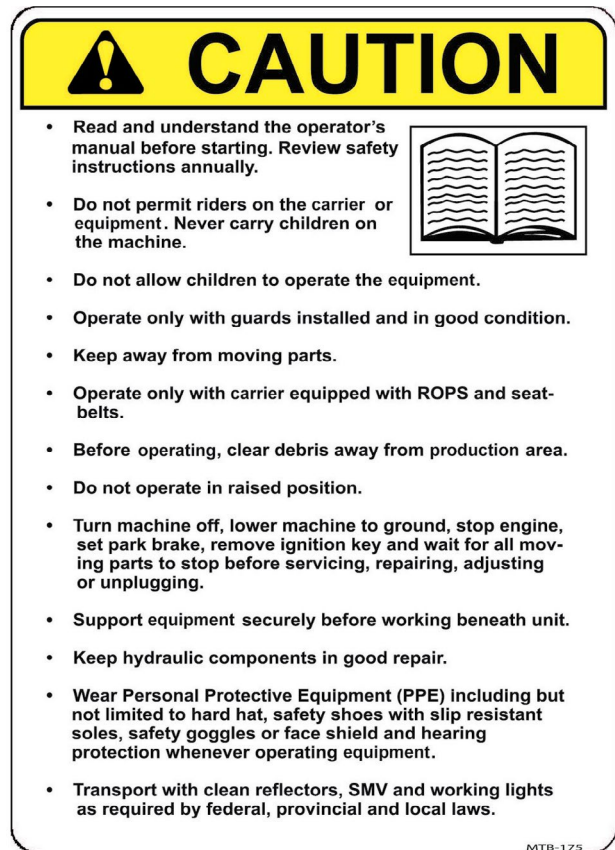 CAUTION
• Read and understand the operator's
manual before starting. Review safety
instructions annually.
• Do not permit riders on the carrier or
equipment. Never carry children on
the machine.
• Do not allow children to operate the equipment.
• Operate only with guards installed and in good condition.
• Keep away from moving parts.
• Operate only with carrier equipped with ROPS and seat-
belts.
• Before operating, clear debris away from production area.
• Do not operate in raised position.
• Turn machine off, lower machine to ground, stop engine,
set park brake, remove ignition key and wait for all mov-
ing parts to stop before servicing, repairing, adjusting
or unplugging.
• Support equipment securely before working beneath unit.
• Keep hydraulic components in good repair.
• Wear Personal Protective Equipment (PPE) including but
not limited to hard hat, safety shoes with slip resistant
soles, safety goggles or face shield and hearing
protection whenever operating equipment.
• Transport with clean reflectors, SMV and working lights
as required by federal, provincial and local laws.
MTB-175